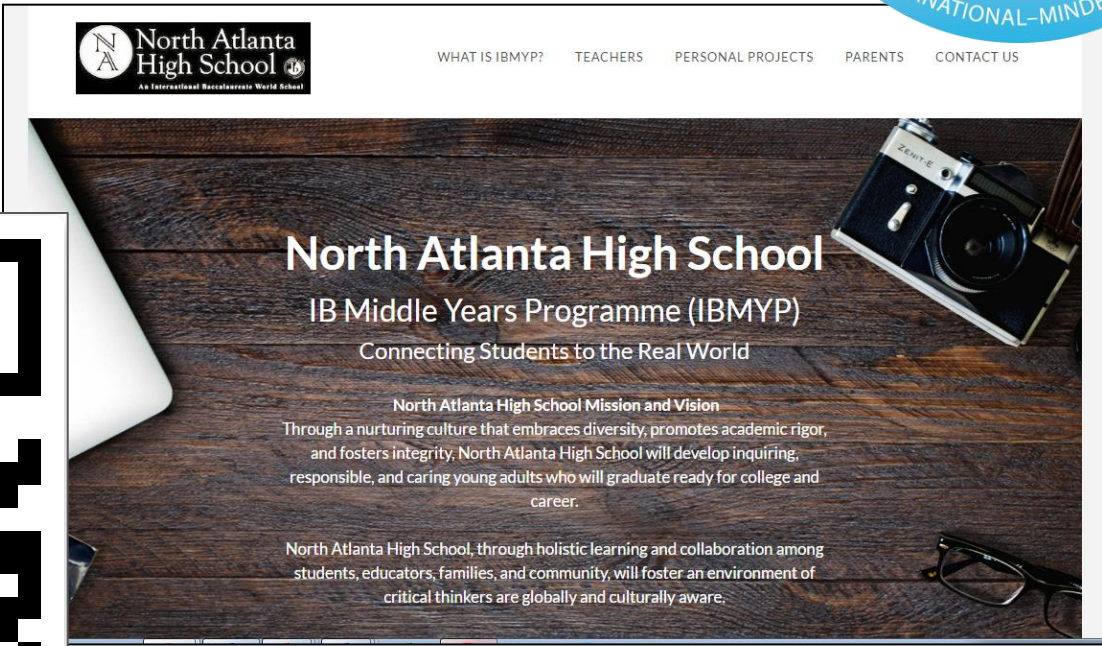 NATIONAL–MINDE
North Atlanta
High School
An International Baccalaureate World School
WHAT IS IBMYP? TEACHERS PERSONAL PROJECTS PARENTS CONTACT US
ZENIT-E
North Atlanta High School
IB Middle Years Programme (IBMYP)
Connecting Students to the Real World
North Atlanta High School Mission and Vision
Through a nurturing culture that embraces diversity, promotes academic rigor,
and fosters integrity, North Atlanta High School will develop inquiring,
responsible, and caring young adults who will graduate ready for college and
career.
North Atlanta High School, through holistic learning and collaboration among
students, educators, families, and community, will foster an environment of
critical thinkers are globally and culturally aware.